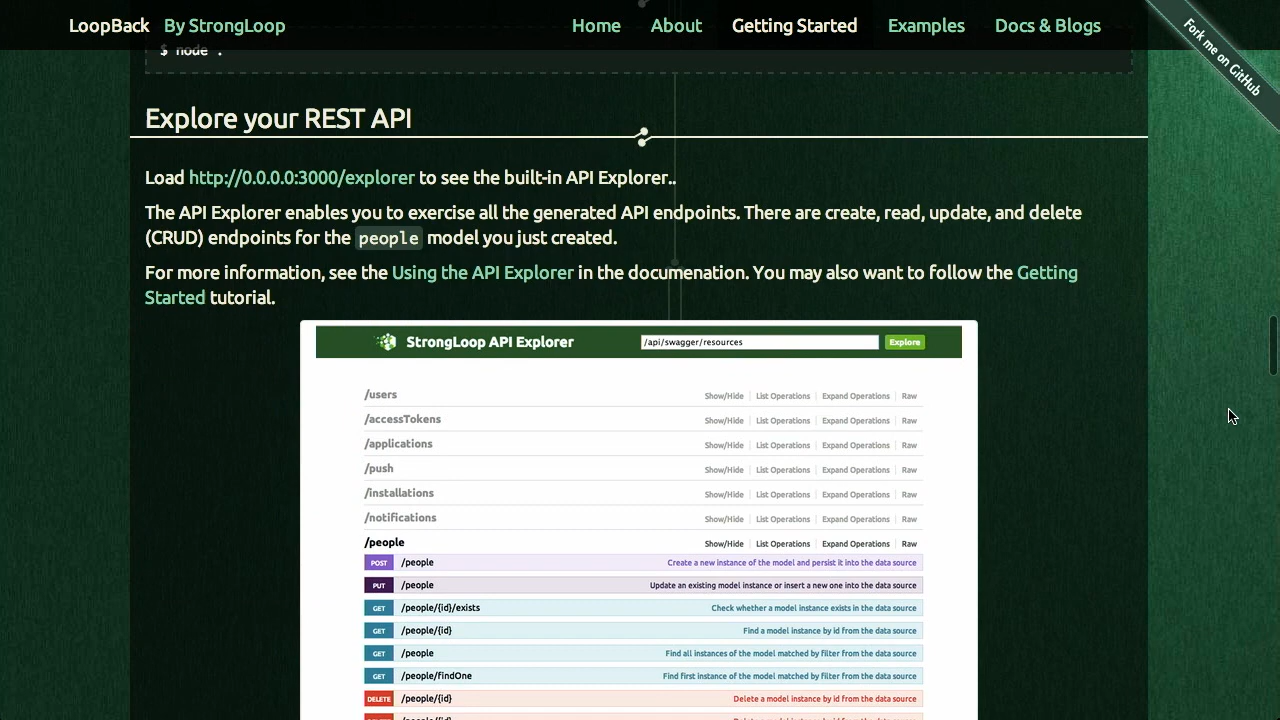 LoopBack By StrongLoop Home About Getting Started Examples Docs & Blogs
Fork me on GitHub
$ node .
Explore your REST API
Load http://0.0.0.0:3000/explorer to see the built-in API Explorer..
The API Explorer enables you to exercise all the generated API endpoints. There are create, read, update, and delete
(CRUD) endpoints for the people model you just created.
For more information, see the Using the API Explorer in the documenation. You may also want to follow the Getting
Started tutorial.
StrongLoop API Explorer /api/swagger/resources Explore
/users Show/Hide List Operations Expand Operations Raw
/accessTokens Show/Hide List Operations Expand Operations Raw
/applications Show/Hide List Operations Expand Operations Raw
/push Show/Hide List Operations Expand Operations Raw
/installations Show/Hide List Operations Expand Operations Raw
/notifications Show/Hide List Operations Expand Operations Raw
/people Show/Hide List Operations Expand Operations Raw
POST /people Create a new instance of the model and persist it into the data source
PUT /people Update an existing model instance or insert a new one into the data source
GET /people/{id}/exists Check whether a model instance exists in the data source
GET /people/{id} Find a model instance by id from the data source
GET /people Find all instances of the model matched by filter from the data source
GET /people/findOne Find first instance of the model matched by filter from the data source
DELETE /people/{id} Delete a model instance by id from the data source